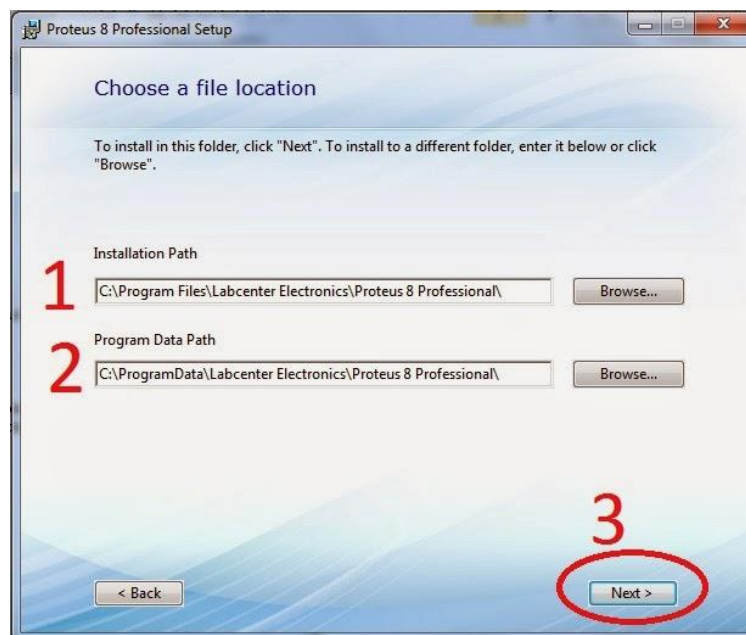 Proteus 8 Professional Setup
Choose a file location
To install in this folder, click "Next". To install to a different folder, enter it below or click
"Browse".
Installation Path
1
C:\Program Files\Labcenter Electronics\Proteus 8 Professional\
Browse...
Program Data Path
2
C:\ProgramData\Labcenter Electronics\Proteus 8 Professional\
Browse...
3
< Back
Next >